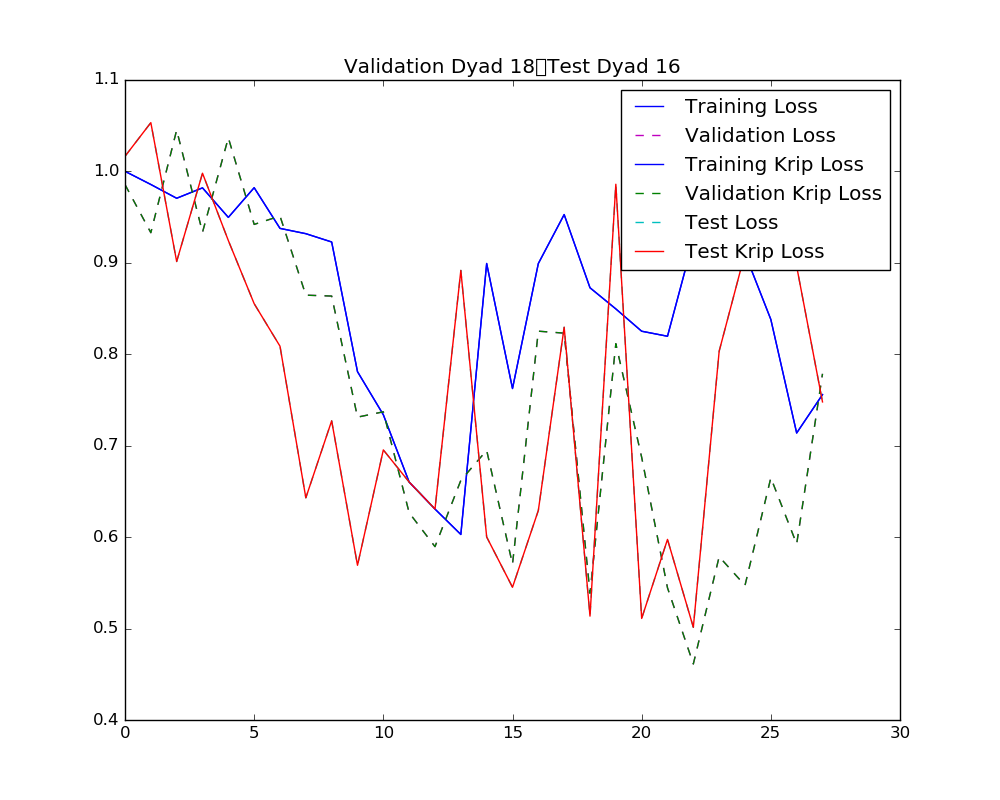 Validation Dyad 18▯Test Dyad 16
1.1
1.0
0.9
0.8
0.7
0.6
0.5
0.4
0
5
10
15
20
25
30
Training Loss
Validation Loss
Training Krip Loss
Validation Krip Loss
Test Loss
Test Krip Loss